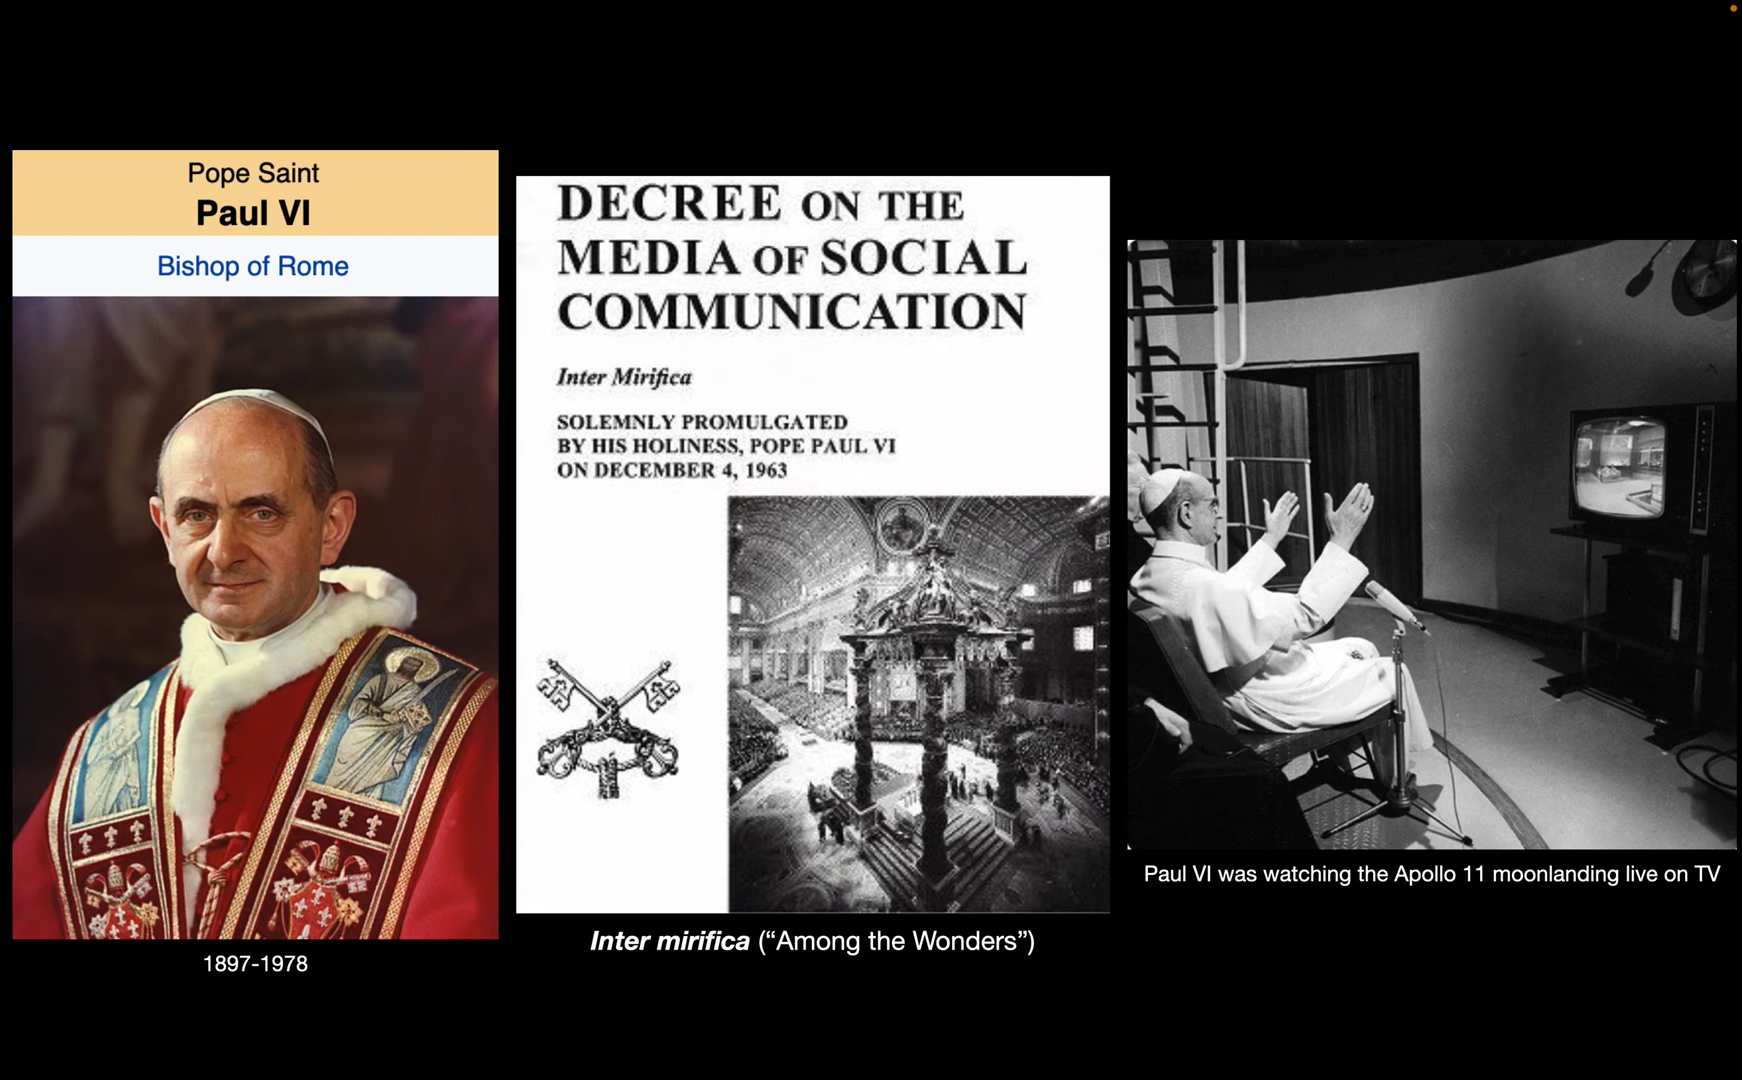 Pope Saint
Paul VI
Bishop of Rome
1897-1978
DECREE ON THE
MEDIA OF SOCIAL
COMMUNICATION
Inter Mirifica
SOLEMNLY PROMULGATED
BY HIS HOLINESS, POPE PAUL VI
ON DECEMBER 4, 1963
Inter mirifica (“Among the Wonders”)
Paul VI was watching the Apollo 11 moonlanding live on TV